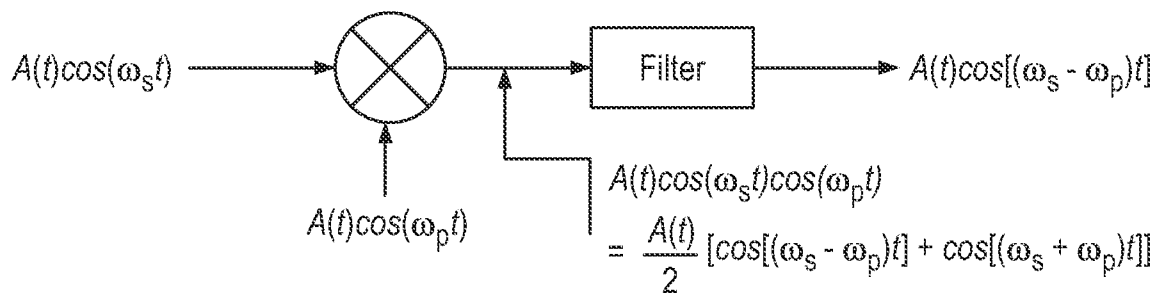 A(t)cos(ωₛt)
Filter
A(t)cos[(ωₛ - ωₚ)t]
A(t)cos(ωₚt)
A(t)cos(ωₛt)cos(ωₚt)
= A(t)/2 [cos[(ωₛ - ωₚ)t] + cos[(ωₛ + ωₚ)t]]